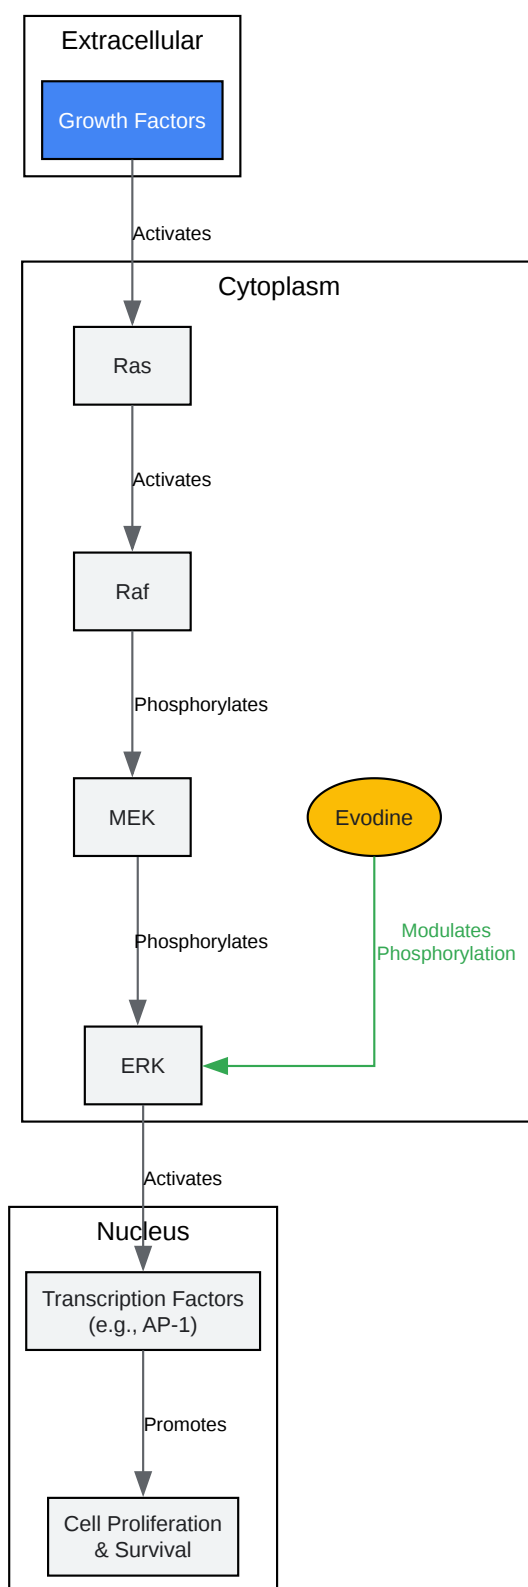 Extracellular
Growth Factors
Activates
Cytoplasm
Ras
Activates
Raf
Phosphorylates
MEK
Evodine
Modulates
Phosphorylation
Phosphorylates
ERK
Activates
Nucleus
Transcription Factors
(e.g., AP-1)
Promotes
Cell Proliferation
& Survival